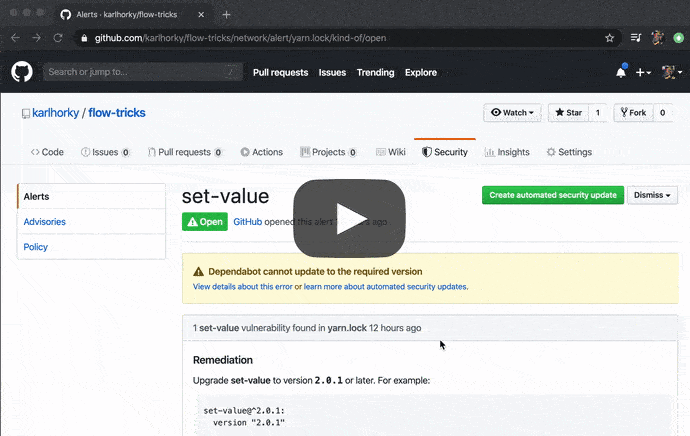 Alerts · karlhorky/flow-tricks
github.com/karlhorky/flow-tricks/network/alert/yarn.lock/kind-of/open
Search or jump to... / Pull requests Issues Trending Explore
karlhorky / flow-tricks Watch Star 1 Fork 0
Code Issues 0 Pull requests 0 Actions Projects 0 Wiki Security Insights Settings
Alerts
Advisories
Policy
set-value
Create automated security update Dismiss
Open GitHub opened this alert ago
Dependabot cannot update to the required version
View details about this error or learn more about automated security updates.
1 set-value vulnerability found in yarn.lock 12 hours ago
Remediation
Upgrade set-value to version 2.0.1 or later. For example:
set-value@^2.0.1:
version "2.0.1"